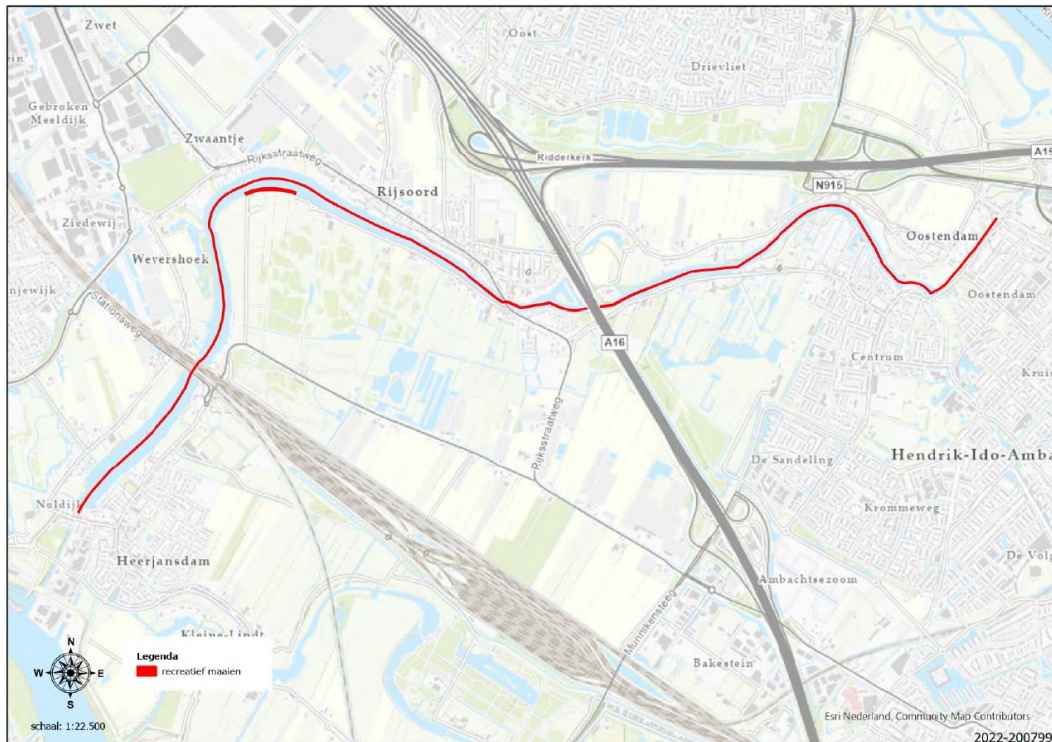 Zwet
Oost
Drievliet
Gebroken
Meeldijk
Zwaantje
Rijksstraatweg
Ridderkerk
A15
N915
Rijsoord
Ziedewij
Oostendam
Wevershoek
Oostendam
Stationsweg
A16
Centrum
Rijksstraatweg
De Sandeling
Hendrik-Ido-Amba
Noldijk
Krommeweg
Heerjansdam
De Volg
Ambachtsezoom
Munnikensteeg
Kleine-Lindt
Bakestein
N
W
E
S
Legenda
recreatief maaien
schaal: 1:22.500
Esri Nederland, Community Map Contributors
2022-200799